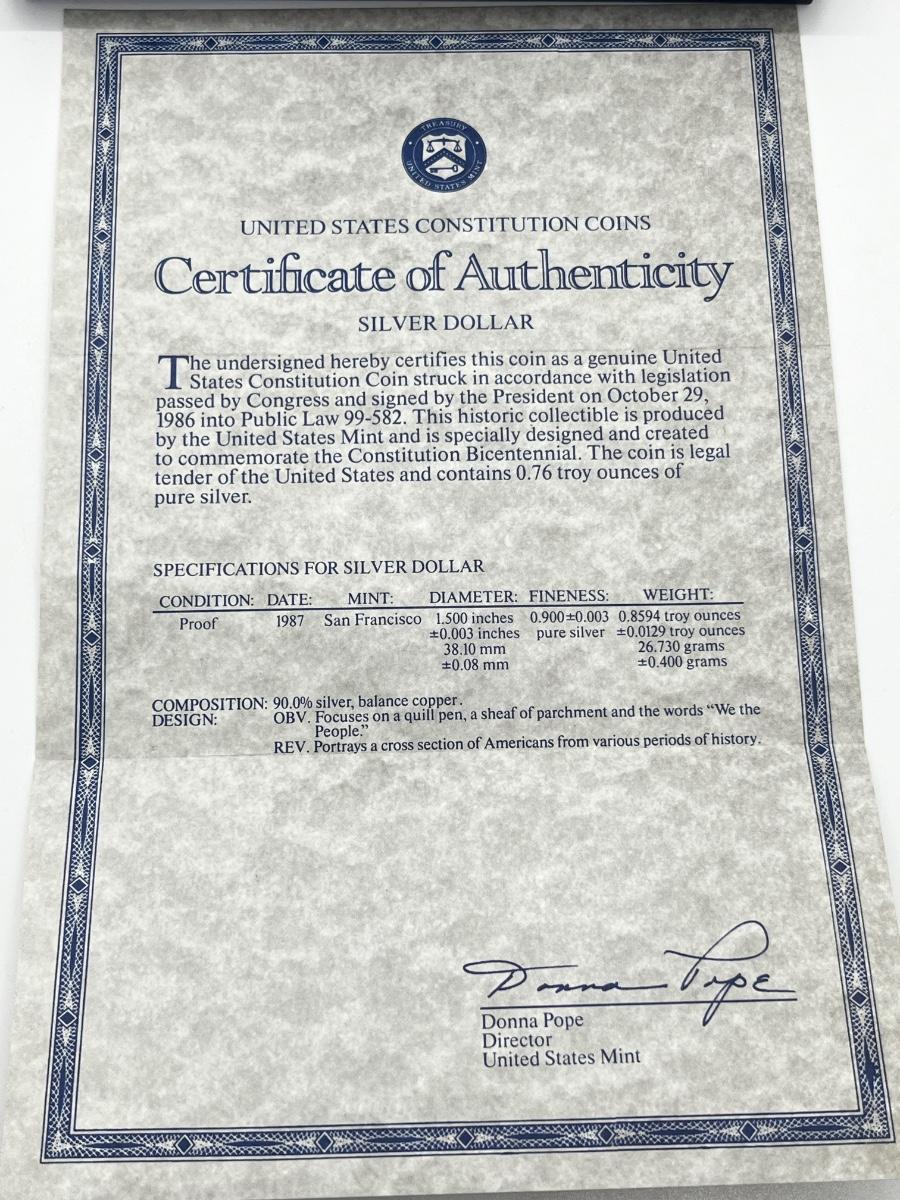 TREASURY
UNITED STATES MINT
UNITED STATES CONSTITUTION COINS
Certificate of Authenticity
SILVER DOLLAR
The undersigned hereby certifies this coin as a genuine United
States Constitution Coin struck in accordance with legislation
passed by Congress and signed by the President on October 29,
1986 into Public Law 99-582. This historic collectible is produced
by the United States Mint and is specially designed and created
to commemorate the Constitution Bicentennial. The coin is legal
tender of the United States and contains 0.76 troy ounces of
pure silver.
SPECIFICATIONS FOR SILVER DOLLAR
CONDITION: DATE: MINT: DIAMETER: FINENESS: WEIGHT:
Proof 1987 San Francisco 1.500 inches 0.900±0.003 0.8594 troy ounces
±0.003 inches pure silver ±0.0129 troy ounces
38.10 mm 26.730 grams
±0.08 mm ±0.400 grams
COMPOSITION: 90.0% silver, balance copper.
DESIGN: OBV. Focuses on a quill pen, a sheaf of parchment and the words “We the
People.”
REV. Portrays a cross section of Americans from various periods of history.
Donna Pope
Donna Pope
Director
United States Mint